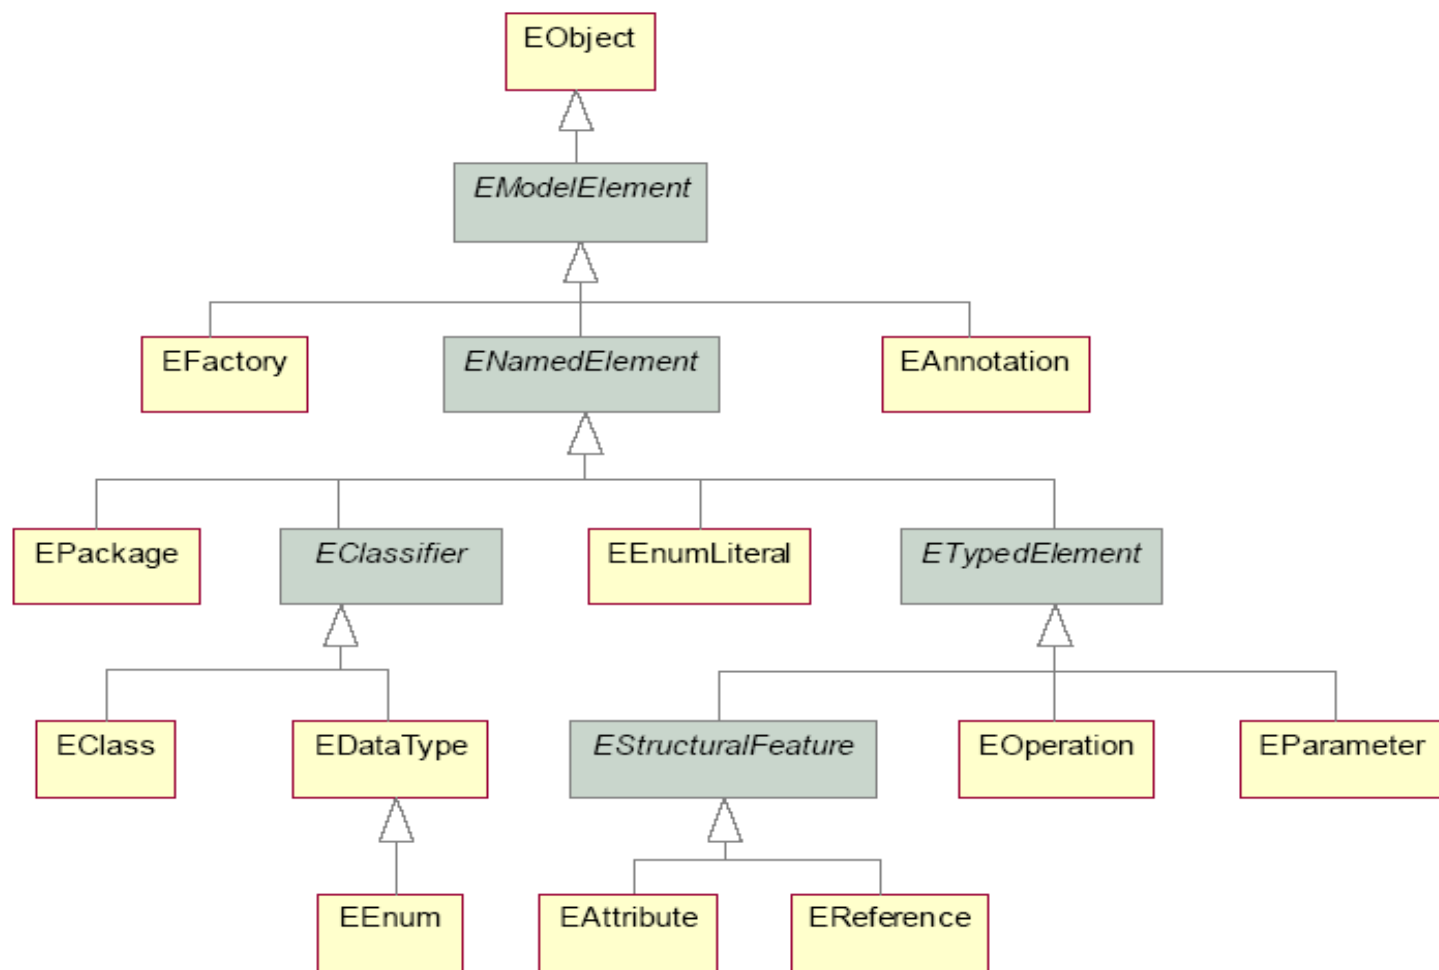 EObject
EModelElement
EFactory
ENamedElement
EAnnotation
EPackage
EClassifier
EEnumLiteral
ETypedElement
EClass
EDataType
EStructuralFeature
EOperation
EParameter
EEnum
EAttribute
EReference